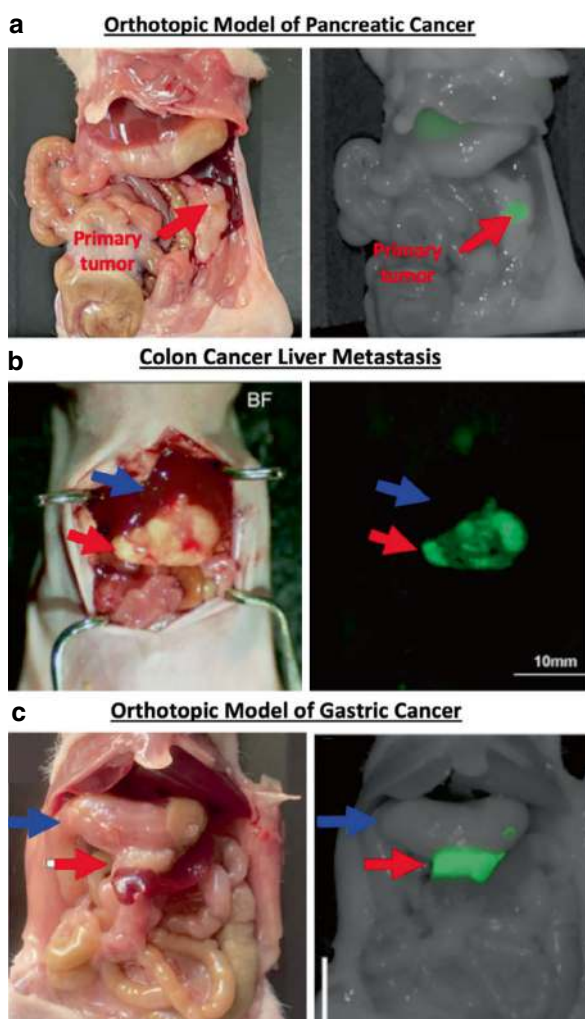 a
Orthotopic Model of Pancreatic Cancer
Primary
tumor
Primary
tumor
b
Colon Cancer Liver Metastasis
BF
10mm
c
Orthotopic Model of Gastric Cancer